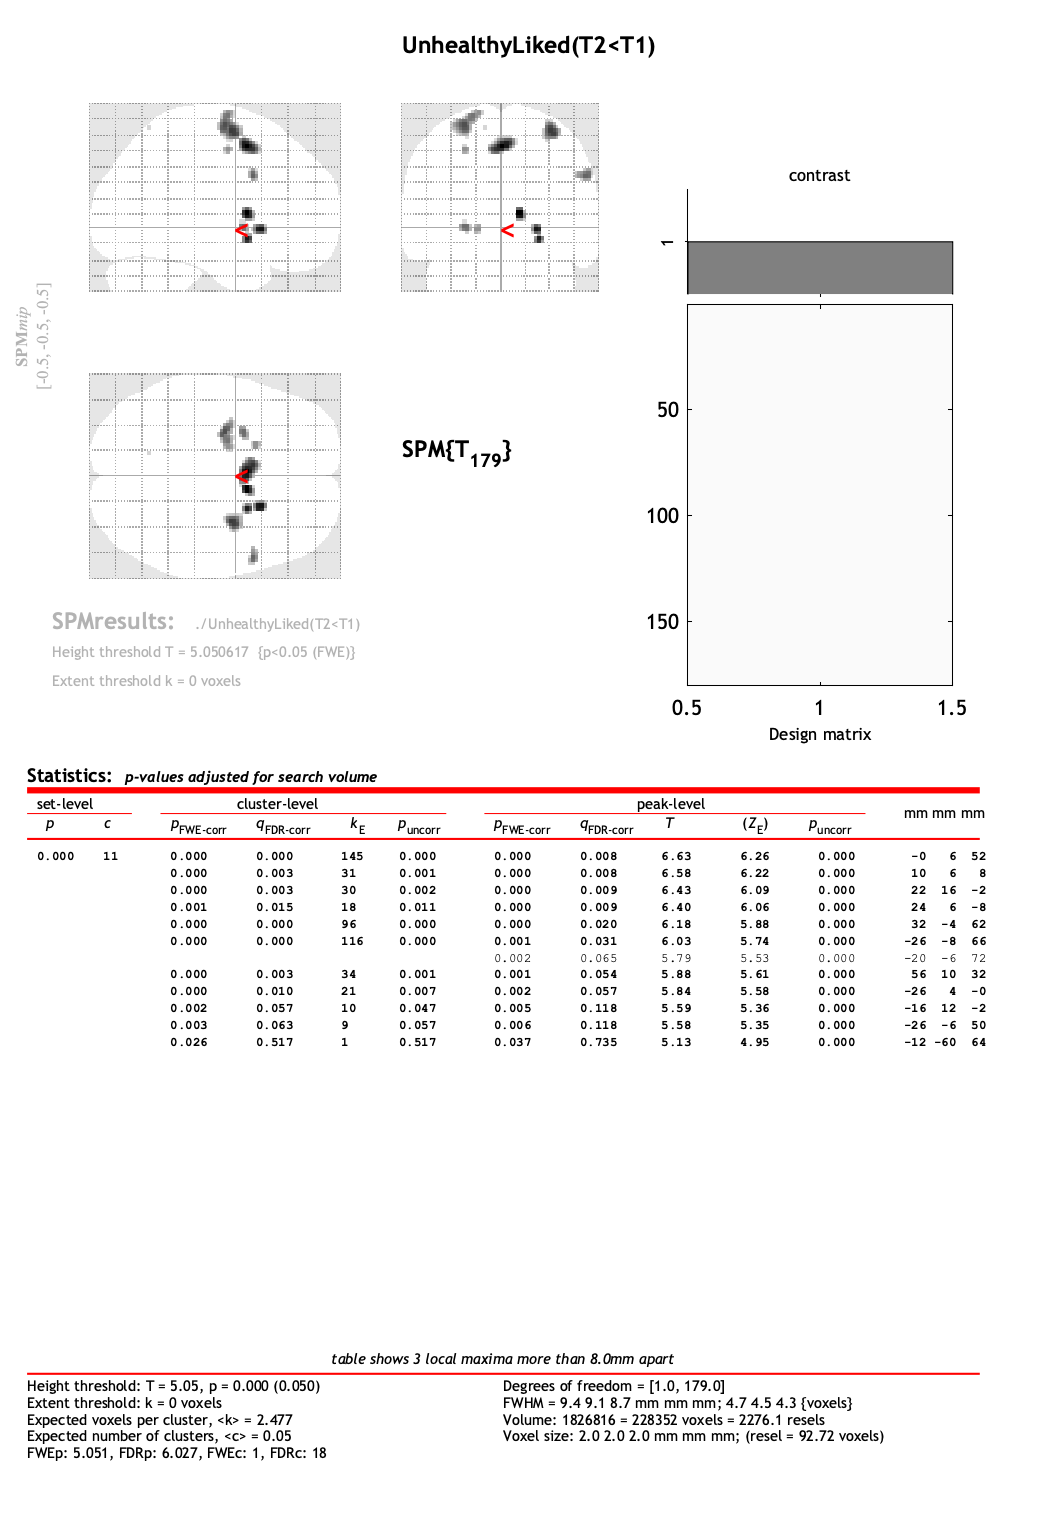 UnhealthyLiked(T2<T1)
SPMmip
[-0.5, -0.5, -0.5]
<
<
<
SPM{T179}
contrast
1
50
100
150
0.5 1 1.5
Design matrix
SPMresults: ./UnhealthyLiked(T2<T1)
Height threshold T = 5.050617 {p<0.05 (FWE)}
Extent threshold k = 0 voxels
Statistics: p-values adjusted for search volume
set-level cluster-level peak-level mm mm mm
p c pFWE-corr qFDR-corr kE puncorr pFWE-corr qFDR-corr T (ZE) puncorr
0.000 11 0.000 0.000 145 0.000 0.000 0.008 6.63 6.26 0.000 -0 6 52
0.000 0.003 31 0.001 0.000 0.008 6.58 6.22 0.000 10 6 8
0.000 0.003 30 0.002 0.000 0.009 6.43 6.09 0.000 22 16 -2
0.001 0.015 18 0.011 0.000 0.009 6.40 6.06 0.000 24 6 -8
0.000 0.000 96 0.000 0.000 0.020 6.18 5.88 0.000 32 -4 62
0.000 0.000 116 0.000 0.001 0.031 6.03 5.74 0.000 -26 -8 66
0.002 0.065 5.79 5.53 0.000 -20 -6 72
0.000 0.003 34 0.001 0.001 0.054 5.88 5.61 0.000 56 10 32
0.000 0.010 21 0.007 0.002 0.057 5.84 5.58 0.000 -26 4 -0
0.002 0.057 10 0.047 0.005 0.118 5.59 5.36 0.000 -16 12 -2
0.003 0.063 9 0.057 0.006 0.118 5.58 5.35 0.000 -26 -6 50
0.026 0.517 1 0.517 0.037 0.735 5.13 4.95 0.000 -12 -60 64
table shows 3 local maxima more than 8.0mm apart
Height threshold: T = 5.05, p = 0.000 (0.050)
Extent threshold: k = 0 voxels
Expected voxels per cluster, <k> = 2.477
Expected number of clusters, <c> = 0.05
FWEp: 5.051, FDRp: 6.027, FWEc: 1, FDRc: 18
Degrees of freedom = [1.0, 179.0]
FWHM = 9.4 9.1 8.7 mm mm mm; 4.7 4.5 4.3 {voxels}
Volume: 1826816 = 228352 voxels = 2276.1 resels
Voxel size: 2.0 2.0 2.0 mm mm mm; (resel = 92.72 voxels)